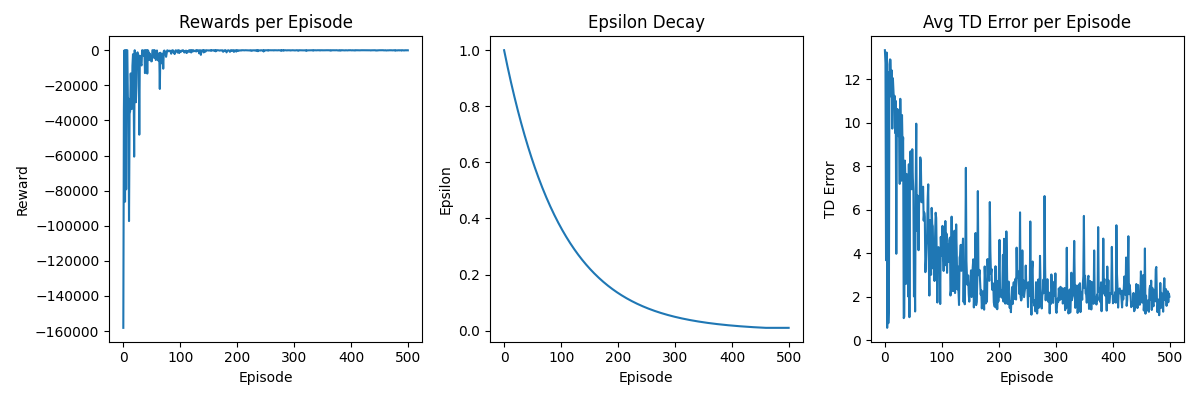 Rewards per Episode
0
−20000
−40000
−60000
−80000
−100000
−120000
−140000
−160000
Reward
0 100 200 300 400 500
Episode
Epsilon Decay
1.0
0.8
0.6
0.4
0.2
0.0
Epsilon
0 100 200 300 400 500
Episode
Avg TD Error per Episode
12
10
8
6
4
2
0
TD Error
0 100 200 300 400 500
Episode